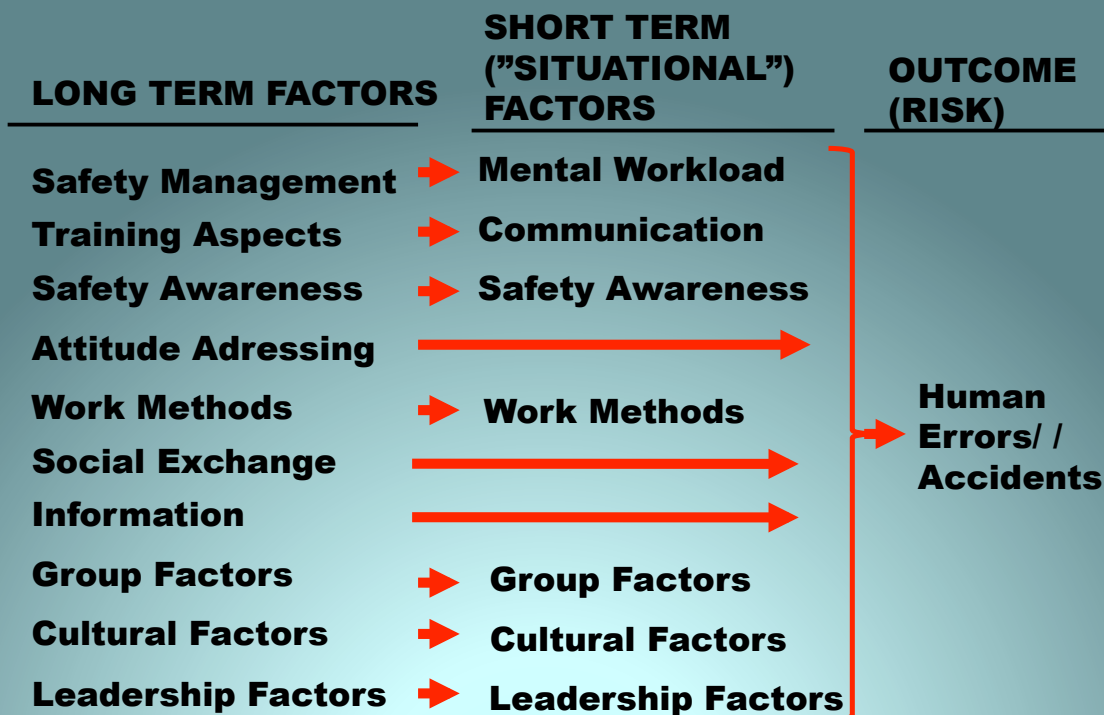 LONG TERM FACTORS
SHORT TERM
(”SITUATIONAL”)
FACTORS
OUTCOME
(RISK)
Safety Management
Mental Workload
Training Aspects
Communication
Safety Awareness
Safety Awareness
Attitude Adressing
Work Methods
Work Methods
Social Exchange
Information
Group Factors
Group Factors
Cultural Factors
Cultural Factors
Leadership Factors
Leadership Factors
Human
Errors/ /
Accidents